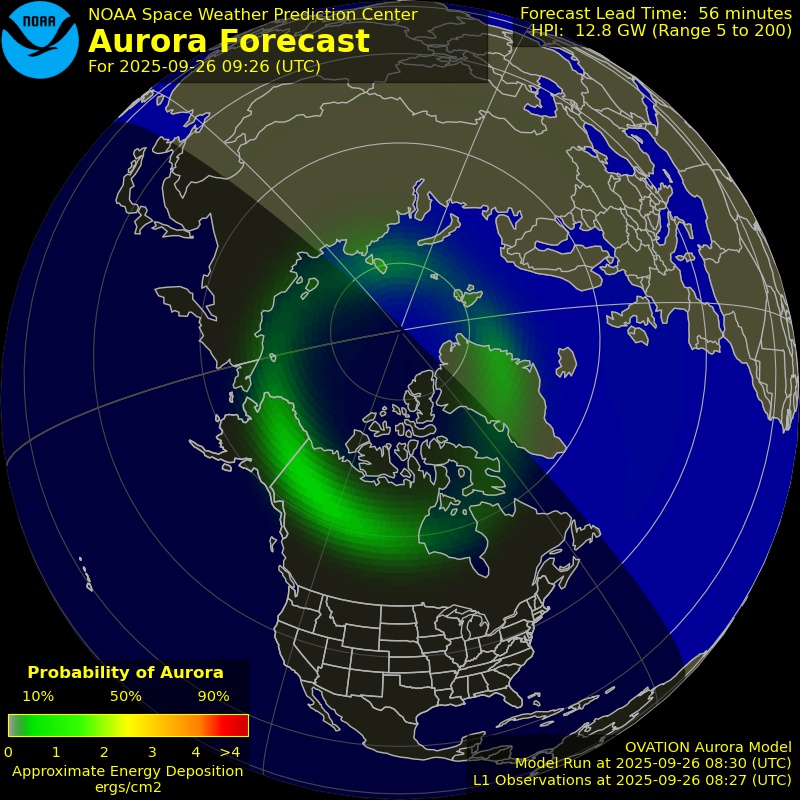 NOAA
NOAA Space Weather Prediction Center
Aurora Forecast
For 2025-09-26 09:26 (UTC)
Forecast Lead Time:  56 minutes
HPI:  12.8 GW (Range 5 to 200)
Probability of Aurora
10% 50% 90%
0 1 2 3 4 >4
Approximate Energy Deposition
ergs/cm2
OVATION Aurora Model
Model Run at 2025-09-26 08:30 (UTC)
L1 Observations at 2025-09-26 08:27 (UTC)